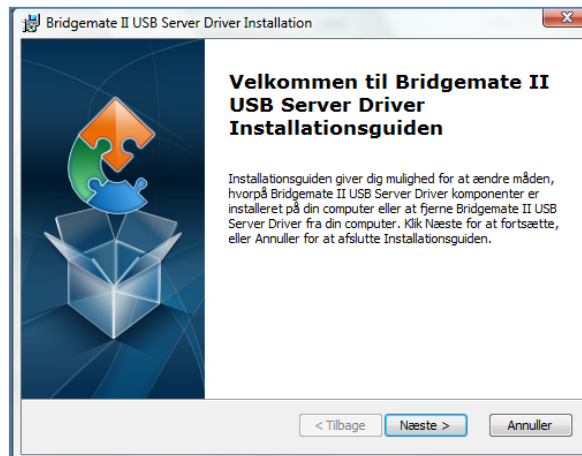 Bridgemate II USB Server Driver Installation
Velkommen til Bridgemate II
USB Server Driver
Installationsguiden
Installationsguiden giver dig mulighed for at ændre måden,
hvorpå Bridgemate II USB Server Driver komponenter er
installeret på din computer eller at fjerne Bridgemate II USB
Server Driver fra din computer. Klik Næste for at fortsætte,
eller Annuller for at afslutte Installationsguiden.
< Tilbage Næste > Annuller